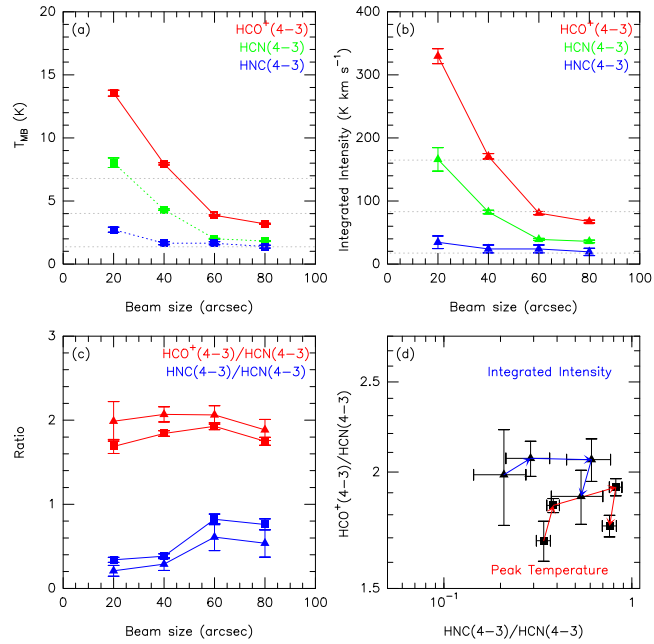 (a)
HCO⁺(4−3)
HCN(4−3)
HNC(4−3)
T_MB (K)
20
15
10
5
0
0 20 40 60 80 100
Beam size (arcsec)
(b)
HCO⁺(4−3)
HCN(4−3)
HNC(4−3)
Integrated Intensity (K km s⁻¹)
400
300
200
100
0
0 20 40 60 80 100
Beam size (arcsec)
(c)
HCO⁺(4−3)/HCN(4−3)
HNC(4−3)/HCN(4−3)
Ratio
3
2
1
0
0 20 40 60 80 100
Beam size (arcsec)
(d)
Integrated Intensity
Peak Temperature
HCO⁺(4−3)/HCN(4−3)
2.5
2
1.5
10⁻¹ 1
HNC(4−3)/HCN(4−3)